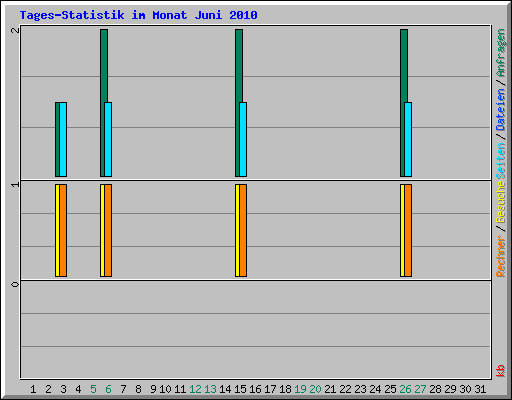 Tages-Statistik im Monat Juni 2010
2
1
0
Rechner / Besuche Seiten / Dateien / Anfragen
kb
1 2 3 4 5 6 7 8 9 10 11 12 13 14 15 16 17 18 19 20 21 22 23 24 25 26 27 28 29 30 31